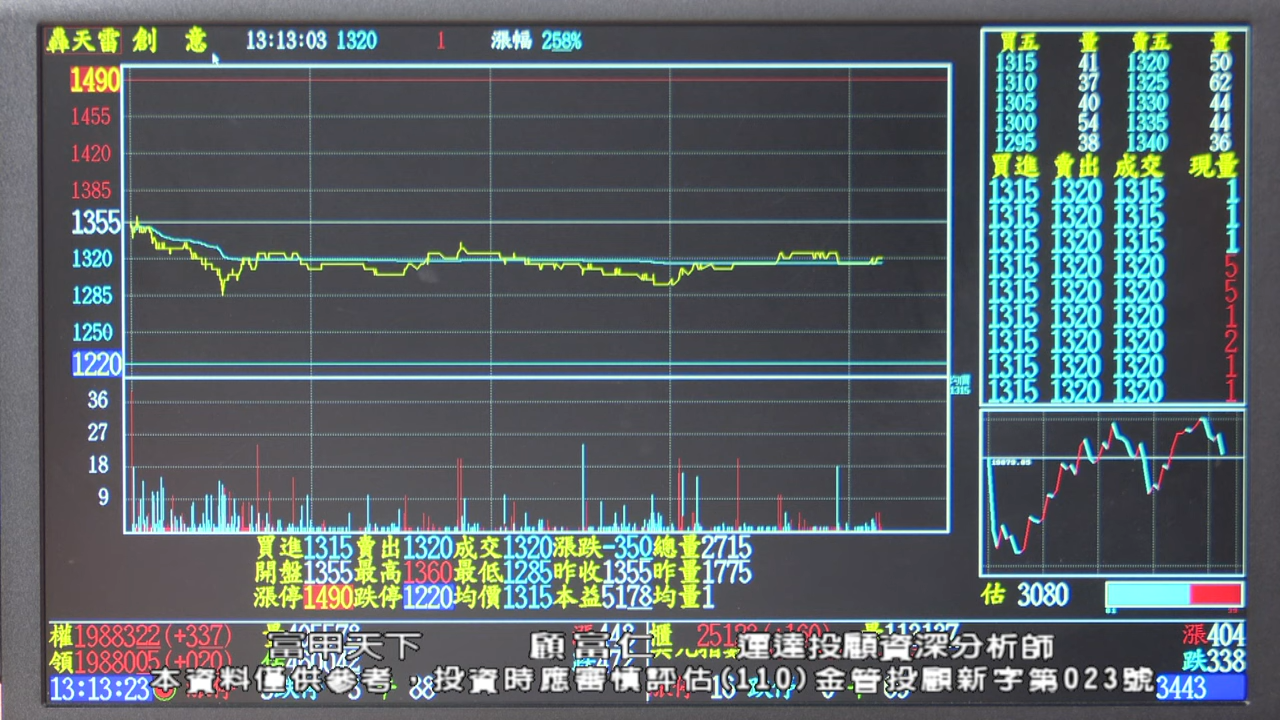 轟天雷 創 意 13:13:03 1320 1 漲幅 258%
買五 量 賣五 量
1315 41 1320 50
1310 37 1325 62
1305 40 1330 44
1300 54 1335 44
1295 38 1340 36
買進 賣出 成交 現量
1315 1320 1315 1
1315 1320 1315 1
1315 1320 1315 1
1315 1320 1320 5
1315 1320 1320 5
1315 1320 1320 1
1315 1320 1320 2
1315 1320 1320 1
1315 1320 1320 1
1490
1455
1420
1385
1355
1320
1285
1250
1220
36
27
18
9
均價
1315
買進1315賣出1320成交1320漲跌-350總量2715
開盤1355最高1360最低1285昨收1355昨量1775
漲停1490跌停1220均價1315本益5178均量1
估 3080
權1988322(+337)
漲404
領1988005(+020)
跌338
富甲天下 顧富仁 運達投顧資深分析師
13:13:23
3443
本資料僅供參考，投資時應審慎評估(110)金管投顧新字第023號